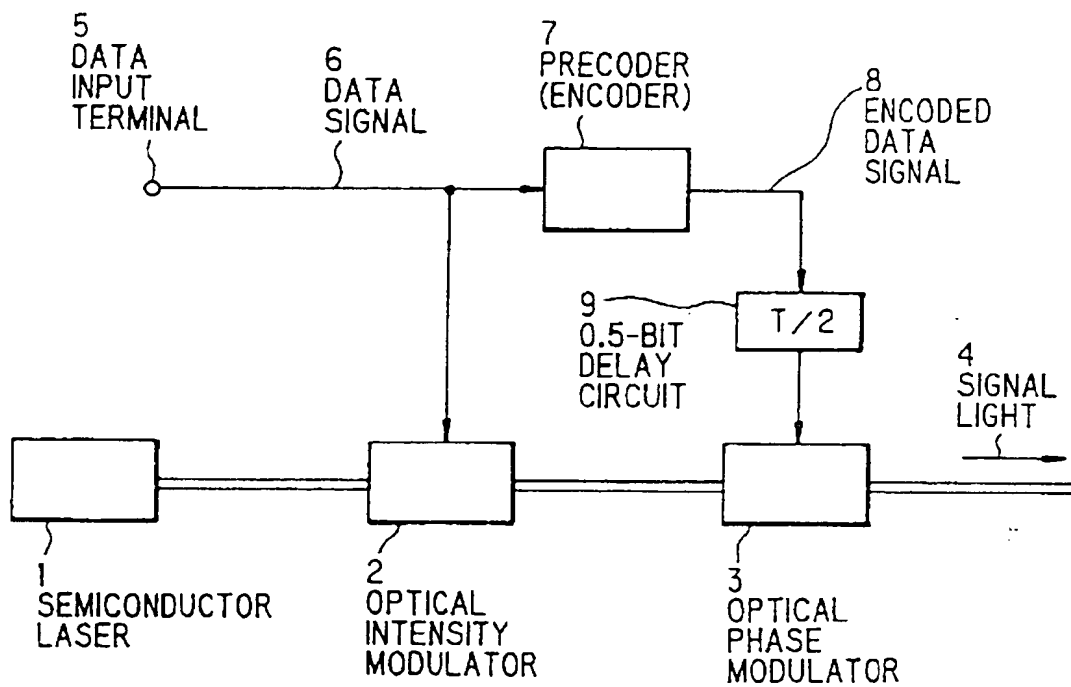 5
DATA
INPUT
TERMINAL
6
DATA
SIGNAL
7
PRECODER
(ENCODER)
8
ENCODED
DATA
SIGNAL
9
0.5-BIT
DELAY
CIRCUIT
T/2
4
SIGNAL
LIGHT
1
SEMICONDUCTOR
LASER
2
OPTICAL
INTENSITY
MODULATOR
3
OPTICAL
PHASE
MODULATOR